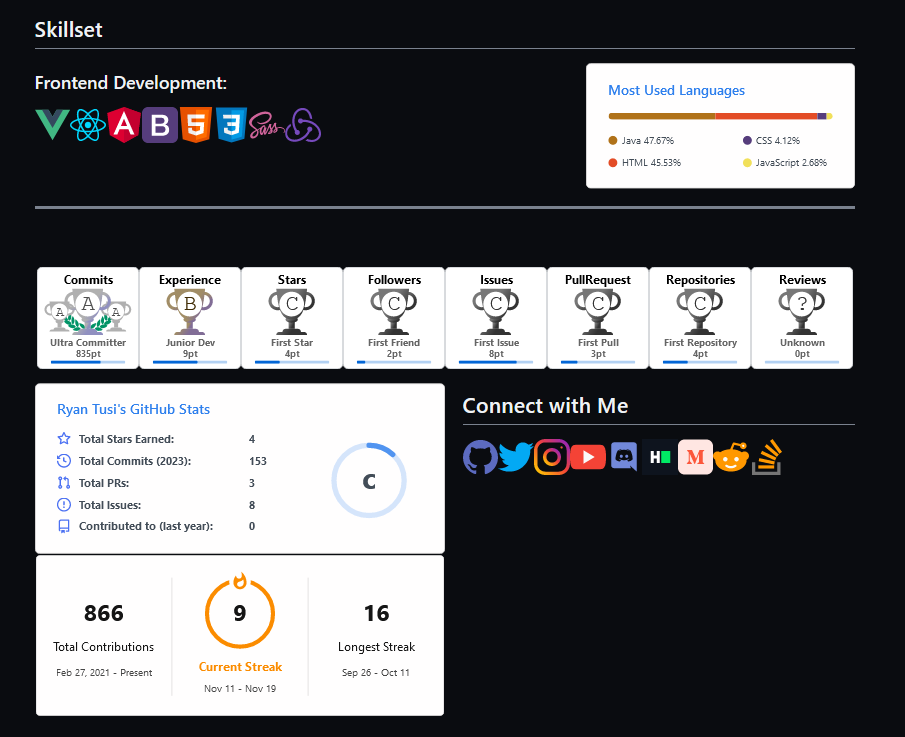 Skillset
Frontend Development:
A B 5 3 Sass
Most Used Languages
Java 47.67%
CSS 4.12%
HTML 45.53%
JavaScript 2.68%
Commits Experience Stars Followers Issues PullRequest Repositories Reviews
A A A B C C C C C ?
Ultra Committer Junior Dev First Star First Friend First Issue First Pull First Repository Unknown
835pt 9pt 4pt 2pt 8pt 3pt 4pt 0pt
Ryan Tusi's GitHub Stats
Total Stars Earned: 4
Total Commits (2023): 153
Total PRs: 3
Total Issues: 8
Contributed to (last year): 0
C
Connect with Me
H M
866
Total Contributions
Feb 27, 2021 - Present
9
Current Streak
Nov 11 - Nov 19
16
Longest Streak
Sep 26 - Oct 11